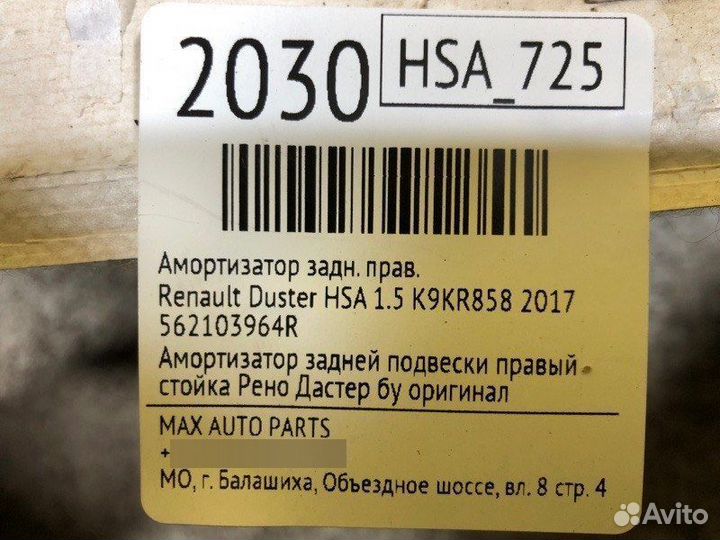 2030
HSA_725
Амортизатор задн. прав.
Renault Duster HSA 1.5 K9KR858 2017
562103964R
Амортизатор задней подвески правый
стойка Рено Дастер бу оригинал
MAX AUTO PARTS
+
МО, г. Балашиха, Объездное шоссе, вл. 8 стр. 4
Avito